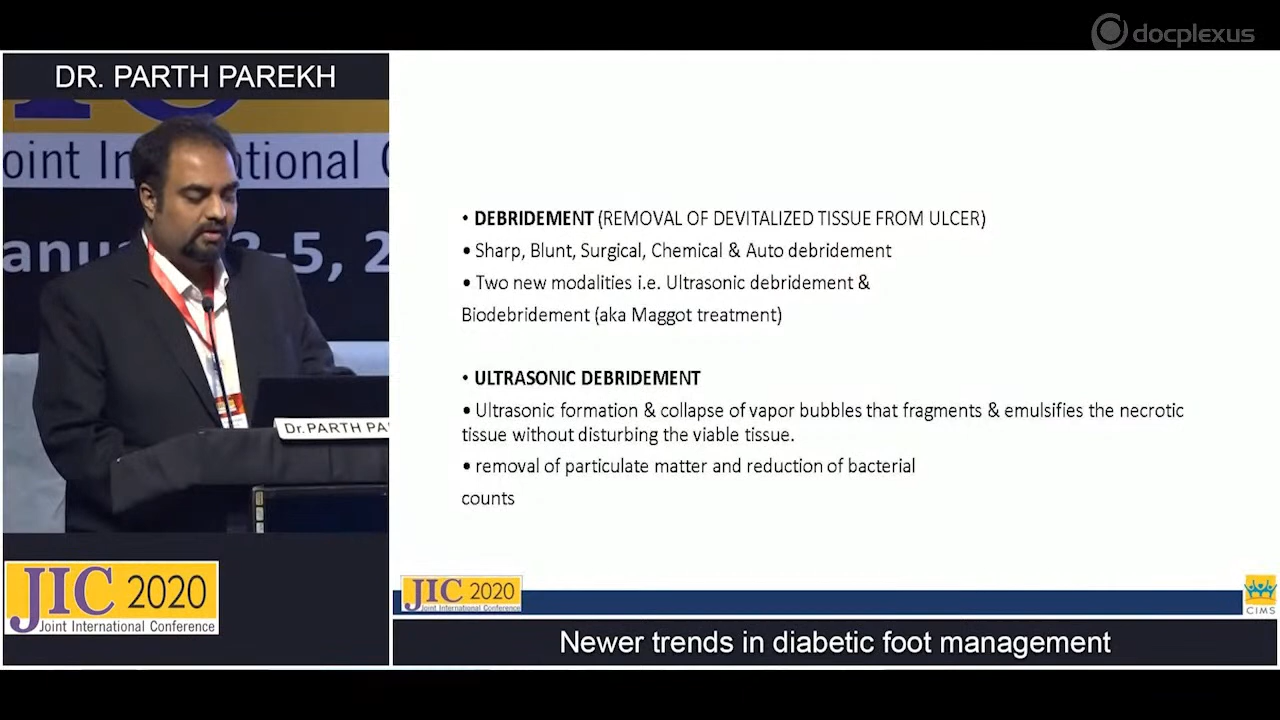 docplexus
DR. PARTH PAREKH
oint International C
anua 3-5, 2
Dr.PARTH PA
JIC 2020
Joint International Conference
• DEBRIDEMENT (REMOVAL OF DEVITALIZED TISSUE FROM ULCER)
• Sharp, Blunt, Surgical, Chemical & Auto debridement
• Two new modalities i.e. Ultrasonic debridement &
Biodebridement (aka Maggot treatment)
• ULTRASONIC DEBRIDEMENT
• Ultrasonic formation & collapse of vapor bubbles that fragments & emulsifies the necrotic
tissue without disturbing the viable tissue.
• removal of particulate matter and reduction of bacterial
counts
JIC 2020
Joint International Conference
CIMS
Newer trends in diabetic foot management